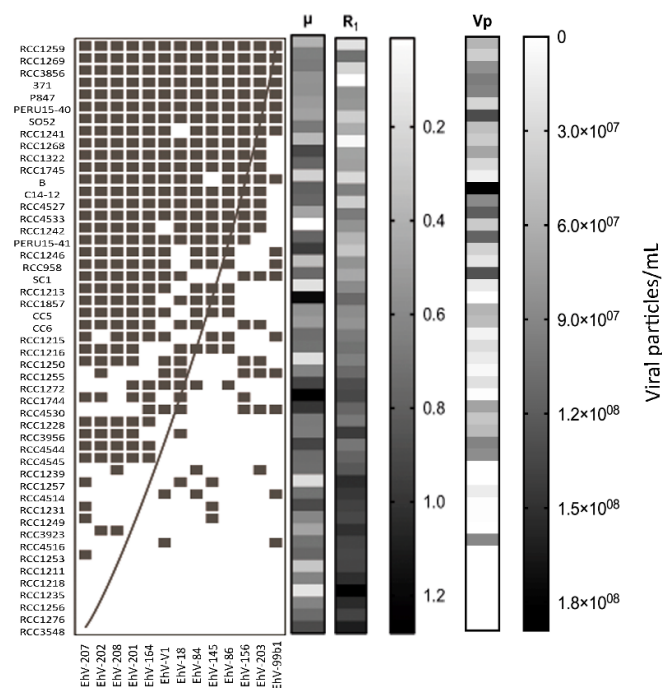 μ R₁ Vp
RCC1259
RCC1269
RCC3856
371
P847
PERU15-40
SO52
RCC1241
RCC1268
RCC1322
RCC1745
B
C14-12
RCC4527
RCC4533
RCC1242
PERU15-41
RCC1246
RCC958
SC1
RCC1213
RCC1857
CC5
CC6
RCC1215
RCC1216
RCC1250
RCC1255
RCC1272
RCC1744
RCC4530
RCC1228
RCC3956
RCC4544
RCC4545
RCC1239
RCC1257
RCC4514
RCC1231
RCC1249
RCC3923
RCC4516
RCC1253
RCC1211
RCC1218
RCC1235
RCC1256
RCC1276
RCC3548
EhV-207
EhV-202
EhV-208
EhV-201
EhV-164
EhV-V1
EhV-18
EhV-84
EhV-145
EhV-86
EhV-156
EhV-203
EhV-99b1
0.2
0.4
0.6
0.8
1.0
1.2
0
3.0×10⁰⁷
6.0×10⁰⁷
9.0×10⁰⁷
1.2×10⁰⁸
1.5×10⁰⁸
1.8×10⁰⁸
Viral particles/mL